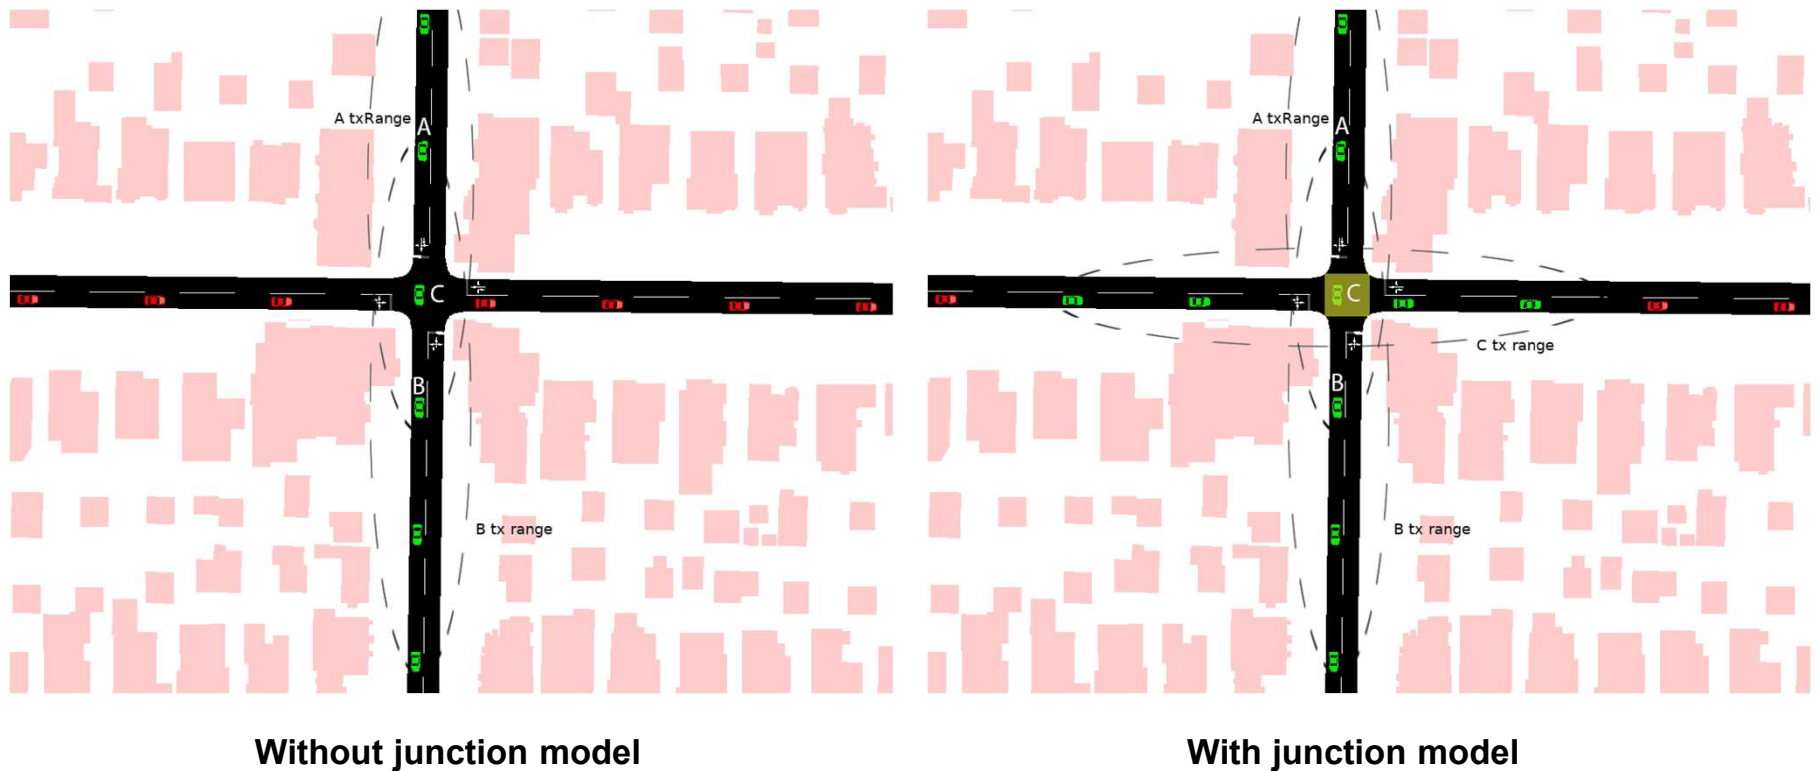 A txRange
A
C
B
B tx range
A txRange
A
C
C tx range
B
B tx range
Without junction model
With junction model